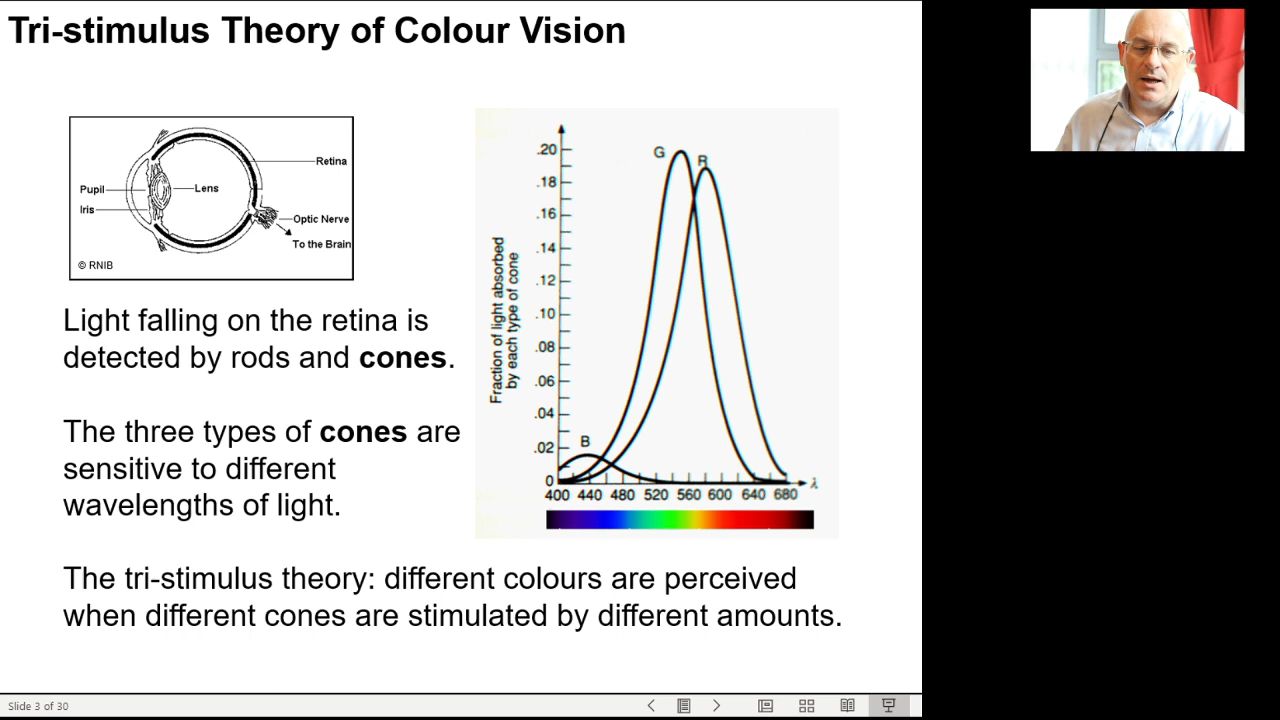 Tri-stimulus Theory of Colour Vision
Retina
Pupil
Lens
Iris
Optic Nerve
To the Brain
© RNIB
Light falling on the retina is
detected by rods and cones.
The three types of cones are
sensitive to different
wavelengths of light.
Fraction of light absorbed
by each type of cone
.20
.18
.16
.14
.12
.10
.08
.06
.04
.02
0
G
R
B
400 440 480 520 560 600 640 680 λ
The tri-stimulus theory: different colours are perceived
when different cones are stimulated by different amounts.
Slide 3 of 30